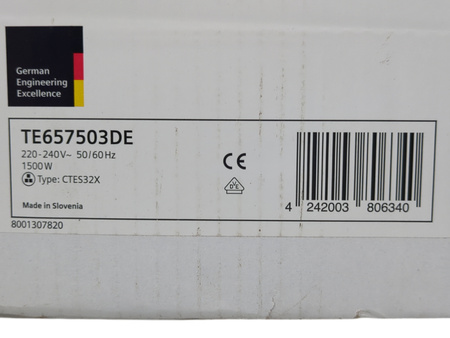 German
Engineering
Excellence
TE657503DE
220-240V~ 50/60Hz
1500W
Type: CTES32X
Made in Slovenia
CE
VDE
4 242003 806340
8001307820